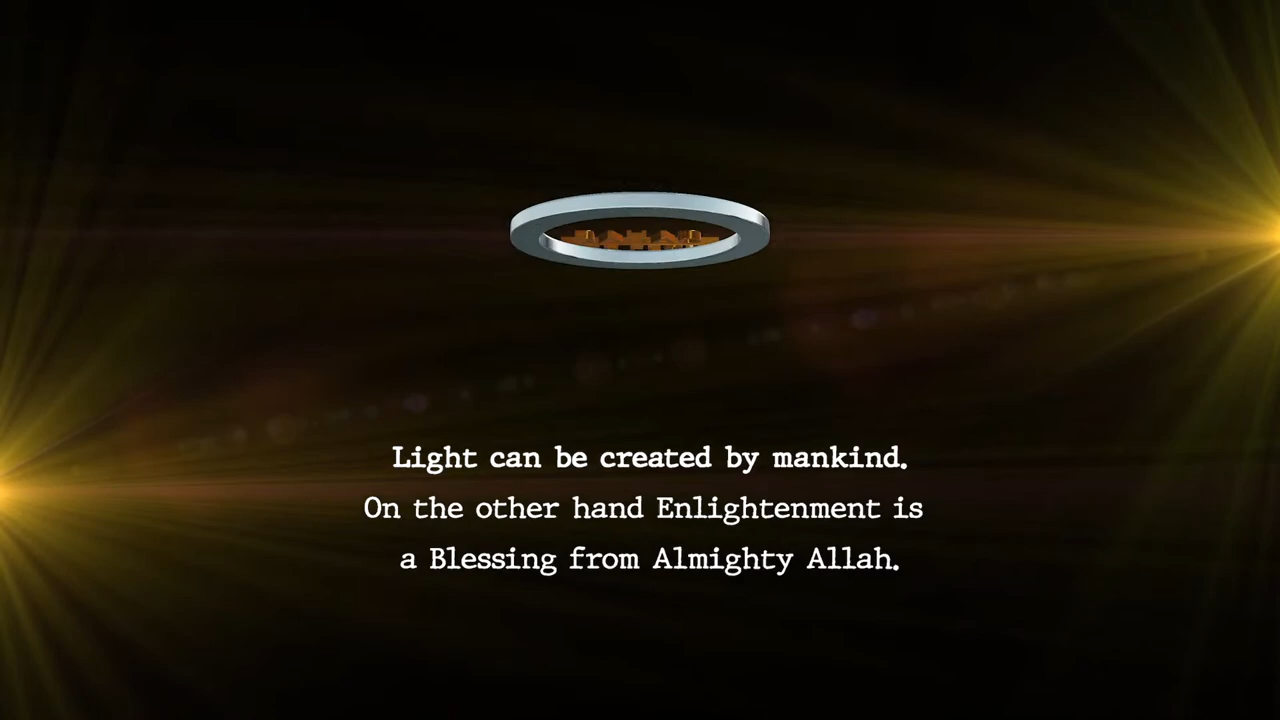 Light can be created by mankind.
On the other hand Enlightenment is
a Blessing from Almighty Allah.